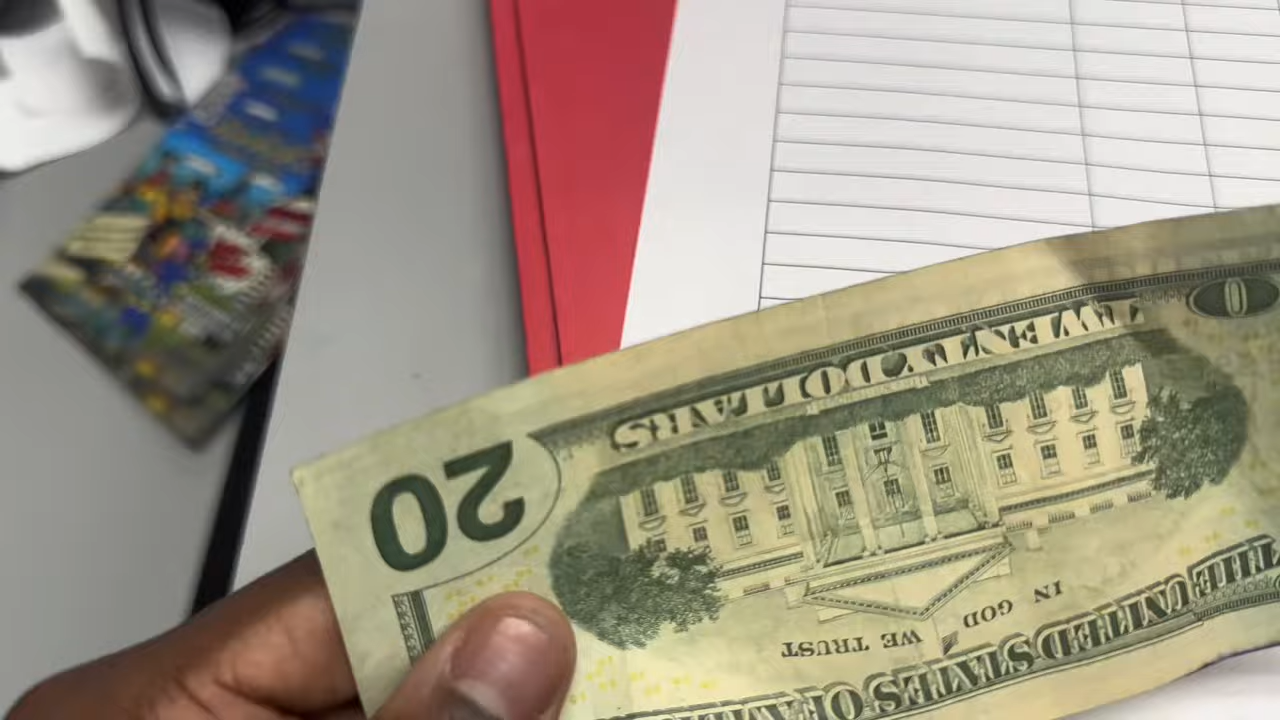 THE UNITED STATES OF
IN GOD
WE TRUST
TWENTY DOLLARS
20